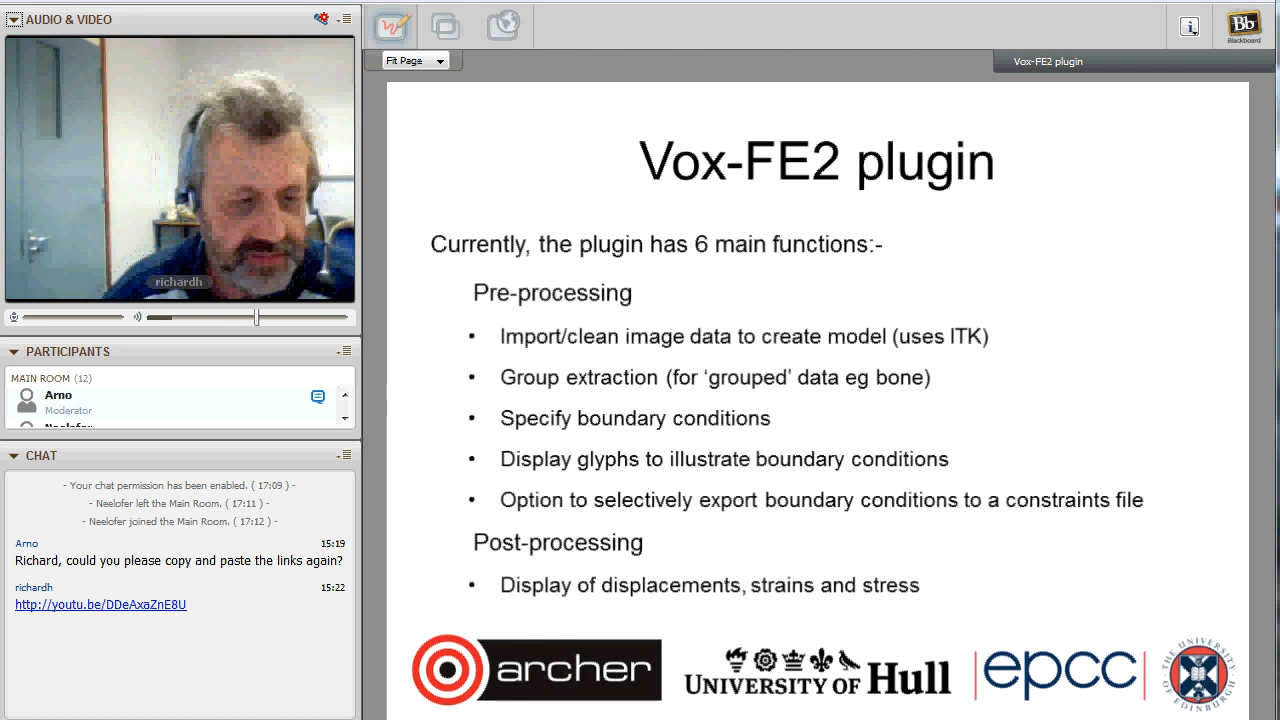 AUDIO & VIDEO
richardh
PARTICIPANTS
MAIN ROOM (12)
Arno
Moderator
Neelofer
CHAT
- Your chat permission has been enabled. ( 17:09 ) -
- Neelofer left the Main Room. ( 17:11 ) -
- Neelofer joined the Main Room. ( 17:12 ) -
Arno 15:19
Richard, could you please copy and paste the links again?
richardh 15:22
http://youtu.be/DDeAxaZnE8U
Bb
Blackboard
Fit Page
Vox-FE2 plugin
Vox-FE2 plugin
Currently, the plugin has 6 main functions:-
Pre-processing
• Import/clean image data to create model (uses ITK)
• Group extraction (for ‘grouped’ data eg bone)
• Specify boundary conditions
• Display glyphs to illustrate boundary conditions
• Option to selectively export boundary conditions to a constraints file
Post-processing
• Display of displacements, strains and stress
archer
UNIVERSITY OF Hull
epcc
THE UNIVERSITY OF EDINBURGH